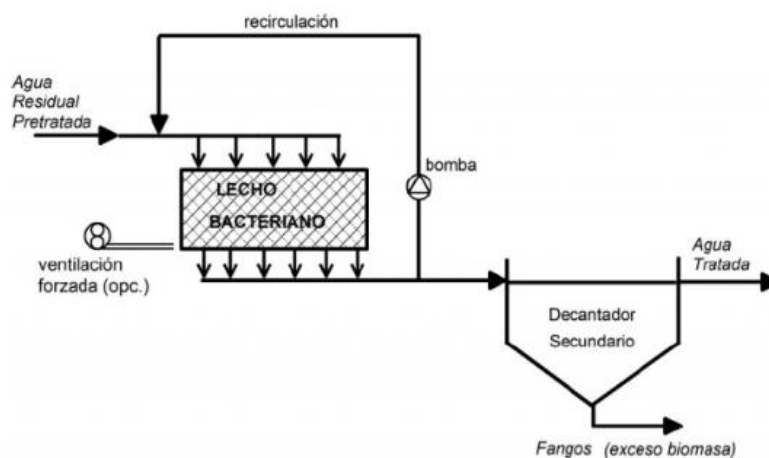 recirculación
Agua
Residual
Pretratada
bomba
LECHO
BACTERIANO
ventilación
forzada (opc.)
Agua
Tratada
Decantador
Secundario
Fangos (exceso biomasa)